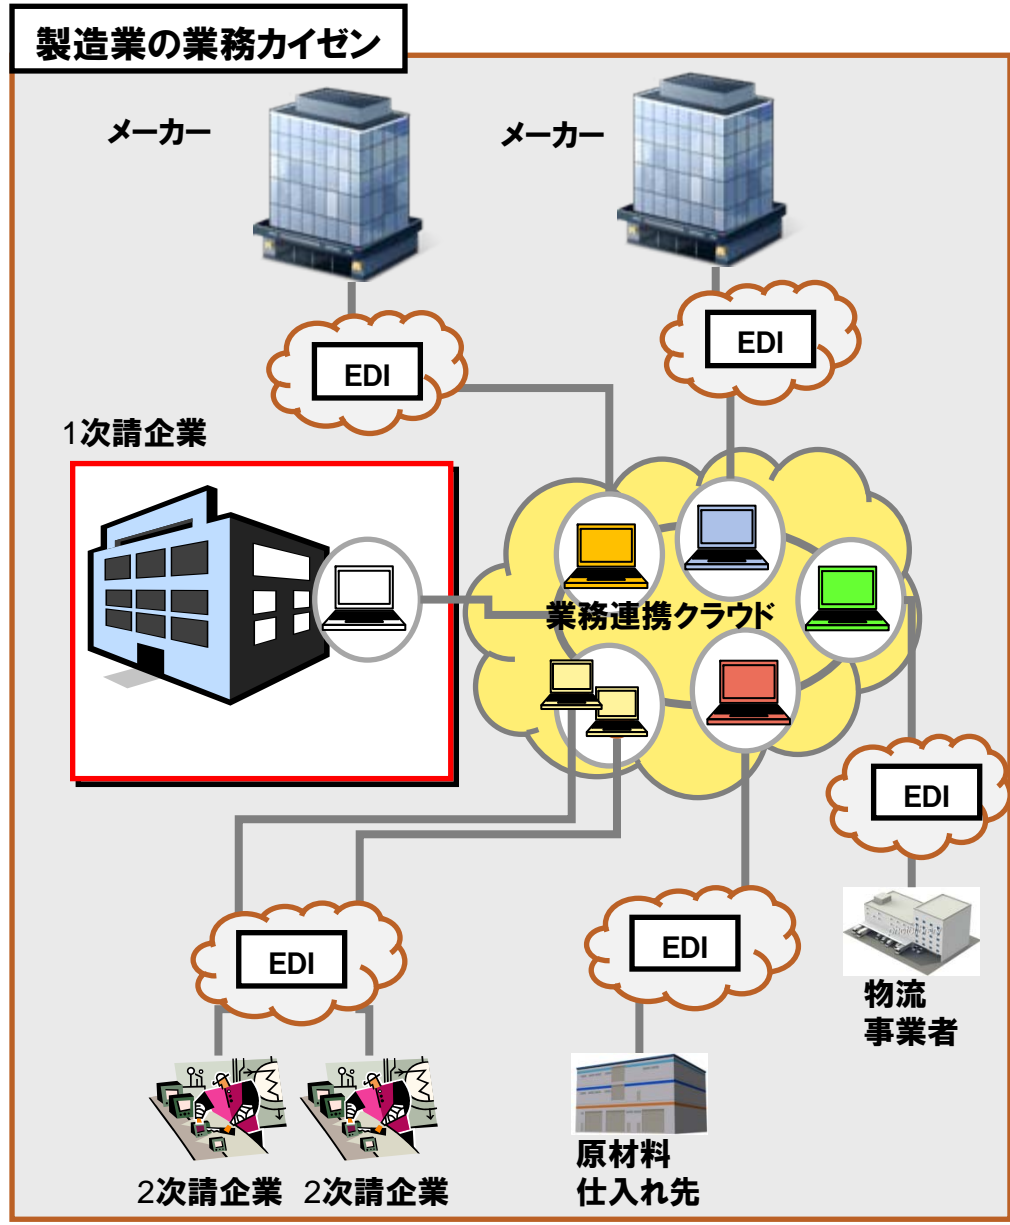 製造業の業務カイゼン
メーカー
メーカー
EDI
EDI
1次請企業
業務連携クラウド
EDI
EDI
EDI
物流
事業者
2次請企業
2次請企業
原材料
仕入れ先